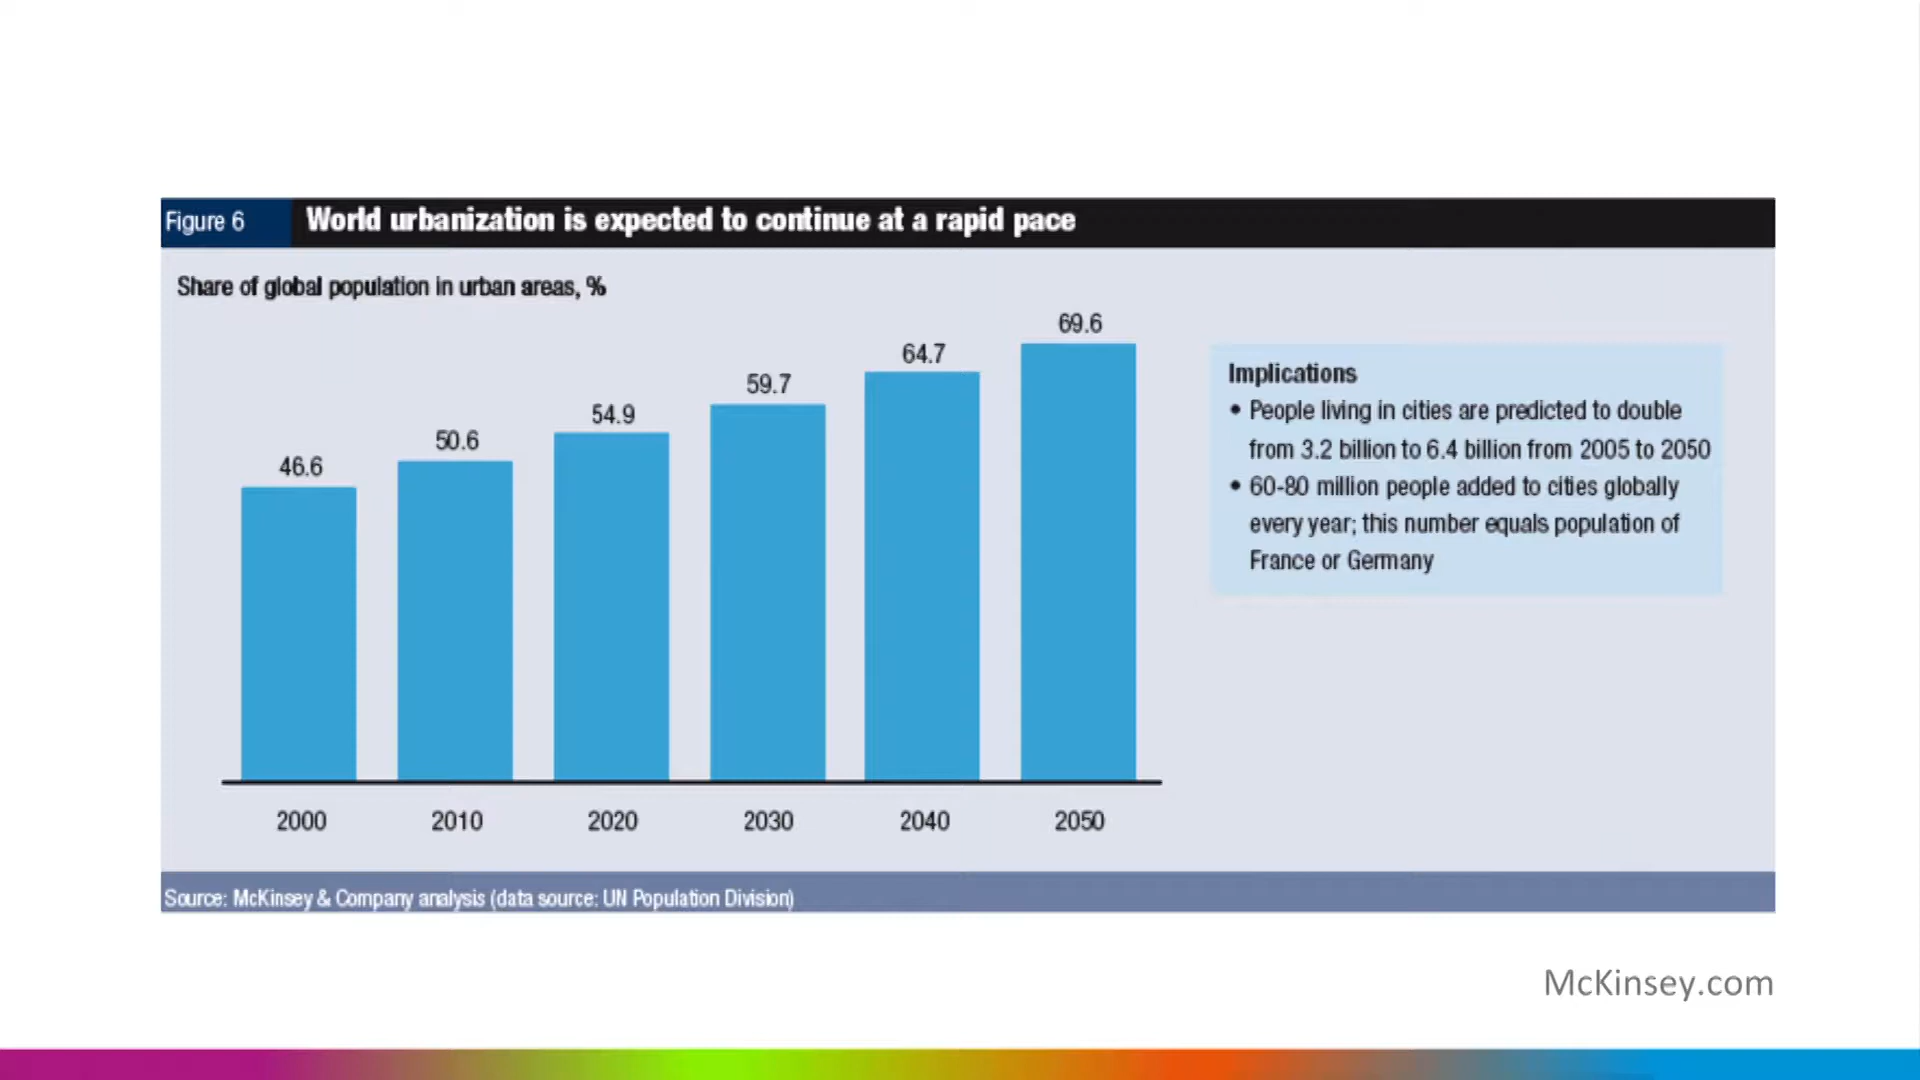 Figure 6
World urbanization is expected to continue at a rapid pace
Share of global population in urban areas, %
46.6
50.6
54.9
59.7
64.7
69.6
2000
2010
2020
2030
2040
2050
Implications
• People living in cities are predicted to double
from 3.2 billion to 6.4 billion from 2005 to 2050
• 60-80 million people added to cities globally
every year; this number equals population of
France or Germany
Source: McKinsey & Company analysis (data source: UN Population Division)
McKinsey.com